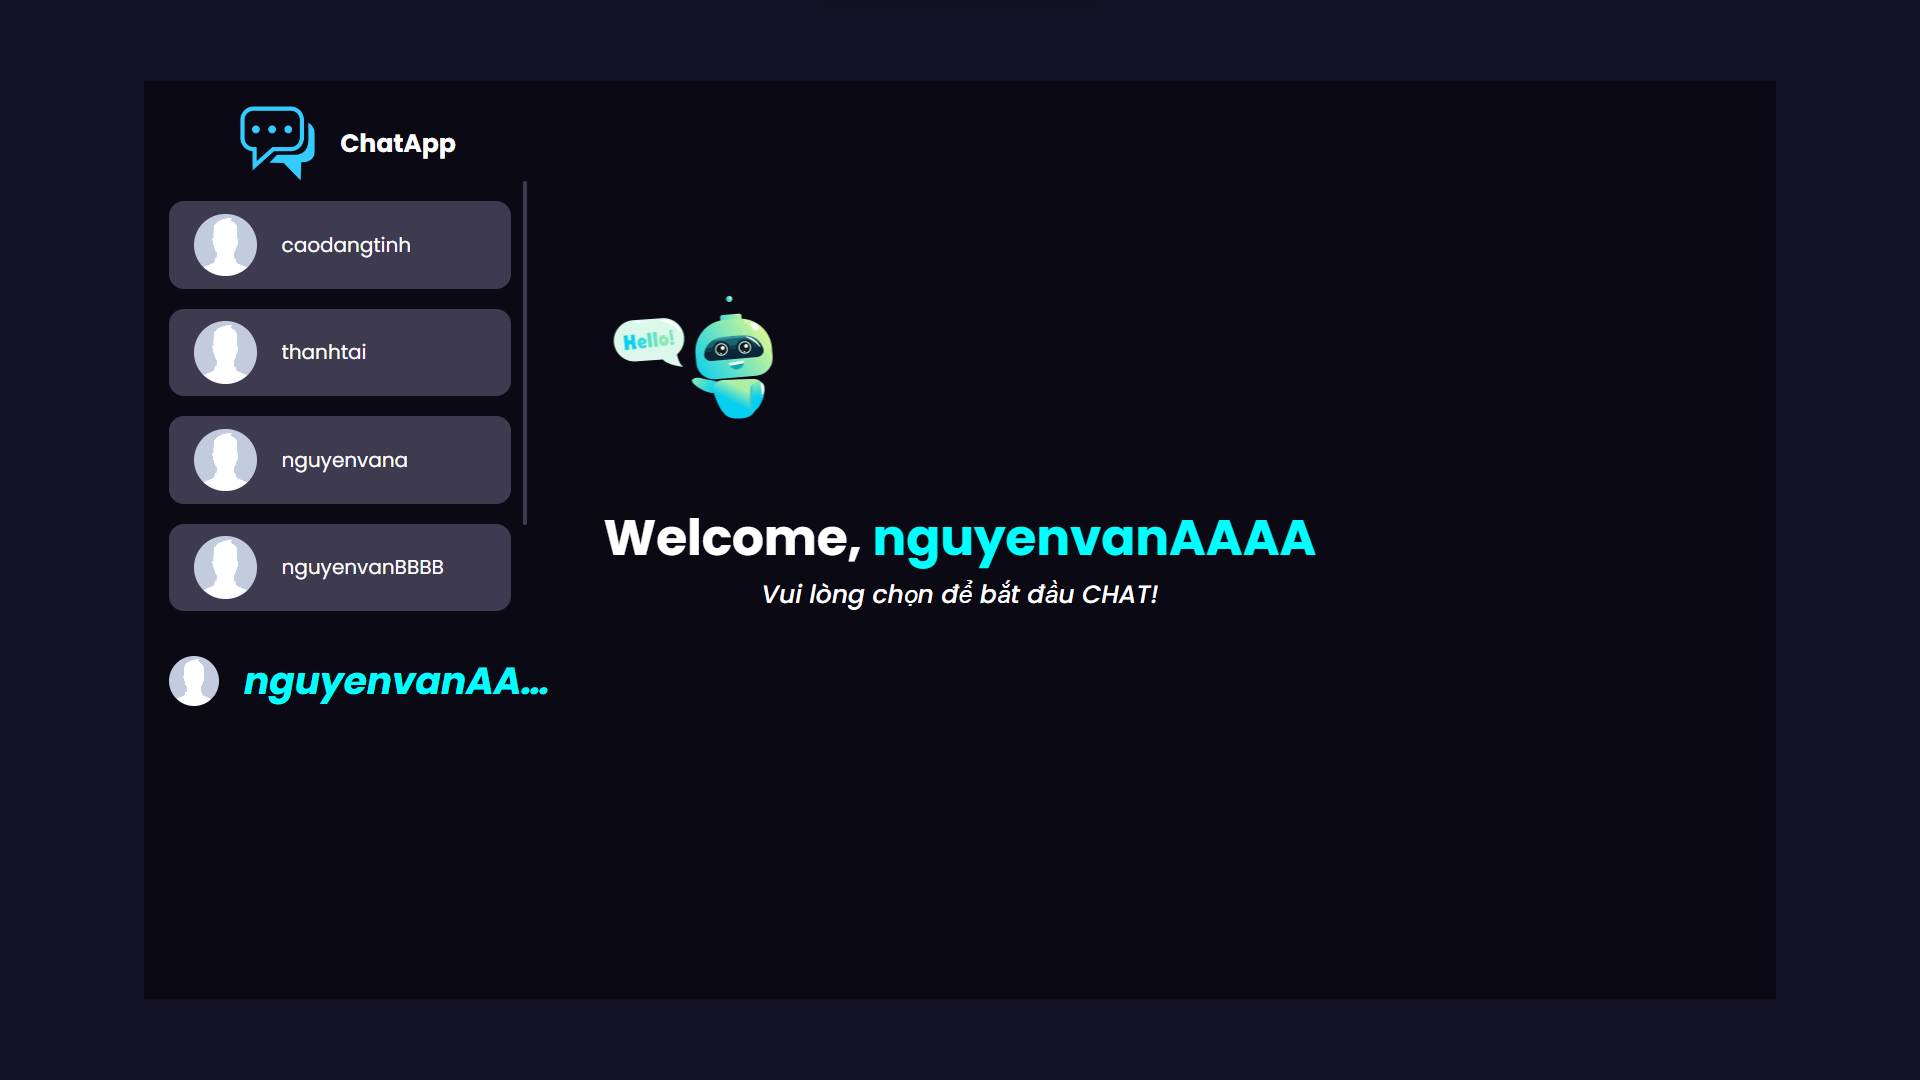 ChatApp
caodangtinh
thanhtai
nguyenvana
nguyenvanBBBB
nguyenvanAA...
Hello!
Welcome, nguyenvanAAAA
Vui lòng chọn để bắt đầu CHAT!